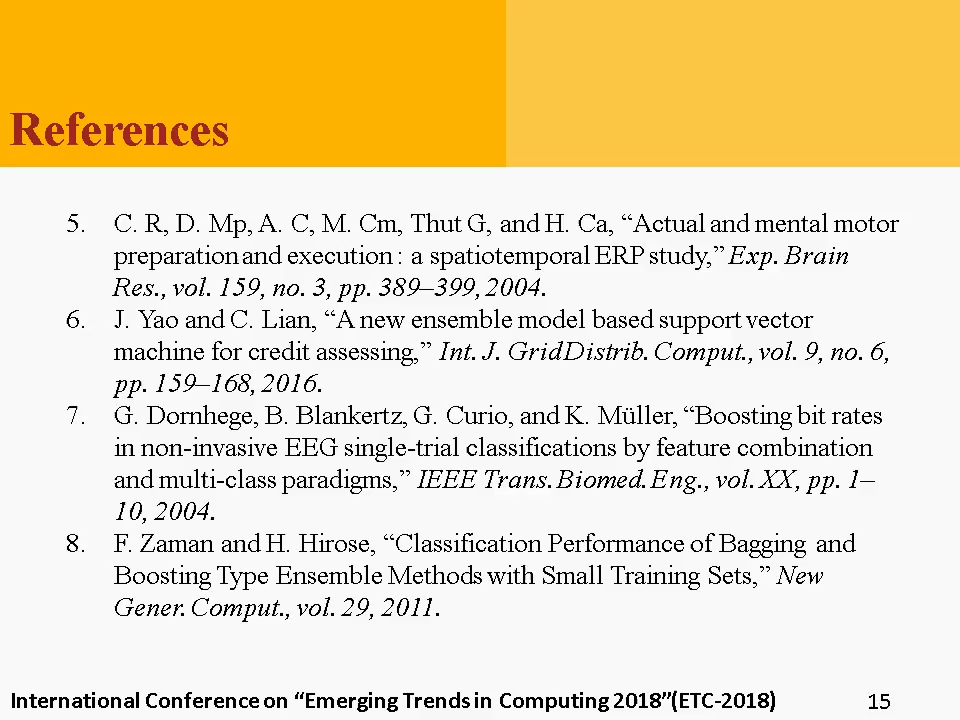 References
5. C. R, D. Mp, A. C, M. Cm, Thut G, and H. Ca, “Actual and mental motor
preparation and execution : a spatiotemporal ERP study,” Exp. Brain
Res., vol. 159, no. 3, pp. 389–399, 2004.
6. J. Yao and C. Lian, “A new ensemble model based support vector
machine for credit assessing,” Int. J. Grid Distrib. Comput., vol. 9, no. 6,
pp. 159–168, 2016.
7. G. Dornhege, B. Blankertz, G. Curio, and K. Müller, “Boosting bit rates
in non-invasive EEG single-trial classifications by feature combination
and multi-class paradigms,” IEEE Trans. Biomed. Eng., vol. XX, pp. 1–
10, 2004.
8. F. Zaman and H. Hirose, “Classification Performance of Bagging and
Boosting Type Ensemble Methods with Small Training Sets,” New
Gener. Comput., vol. 29, 2011.
International Conference on “Emerging Trends in Computing 2018”(ETC-2018) 15